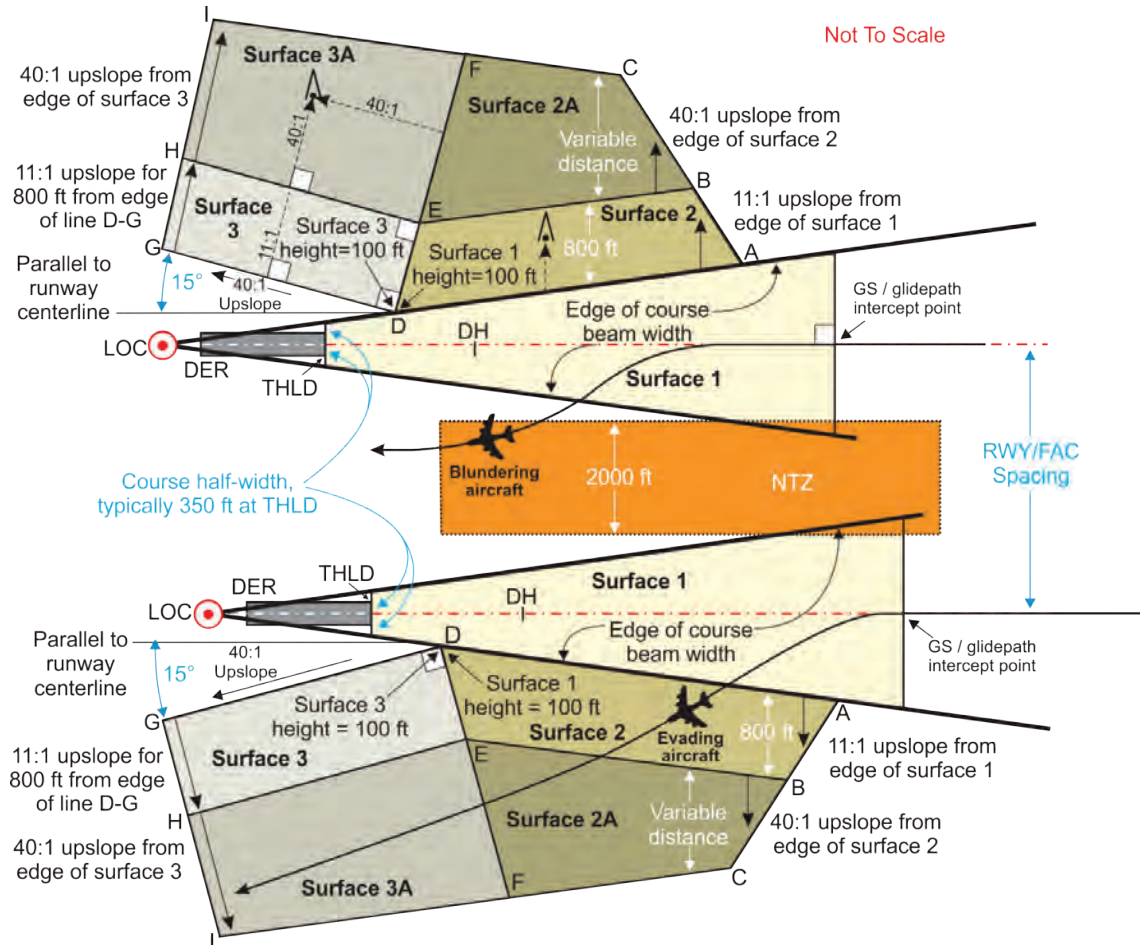 Not To Scale
I
Surface 3A
F
C
40:1 upslope from
edge of surface 3
40:1
40:1
Surface 2A
Variable
distance
40:1 upslope from
edge of surface 2
H
11:1 upslope for
800 ft from edge
of line D-G
Surface
3
11:1
E
B
Surface 2
800 ft
11:1 upslope from
edge of surface 1
G
Surface 3
height=100 ft
Surface 1
height=100 ft
A
Parallel to
runway
centerline
15°
40:1
Upslope
D
Edge of course
beam width
GS / glidepath
intercept point
LOC
DER
THLD
DH
Surface 1
Blundering
aircraft
2000 ft
NTZ
RWY/FAC
Spacing
Course half-width,
typically 350 ft at
THLD
THLD
DER
LOC
DH
Surface 1
Edge of course
beam width
GS / glidepath
intercept point
Parallel to
runway
centerline
15°
40:1
Upslope
D
Surface 3
height = 100 ft
Surface 1
height = 100 ft
G
A
Surface 2
Evading
aircraft
800 ft
11:1 upslope for
800 ft from edge
of line D-G
Surface 3
E
B
11:1 upslope from
edge of surface 1
H
Surface 2A
Variable
distance
40:1 upslope from
edge of surface 2
40:1 upslope from
edge of surface 3
Surface 3A
F
C
I